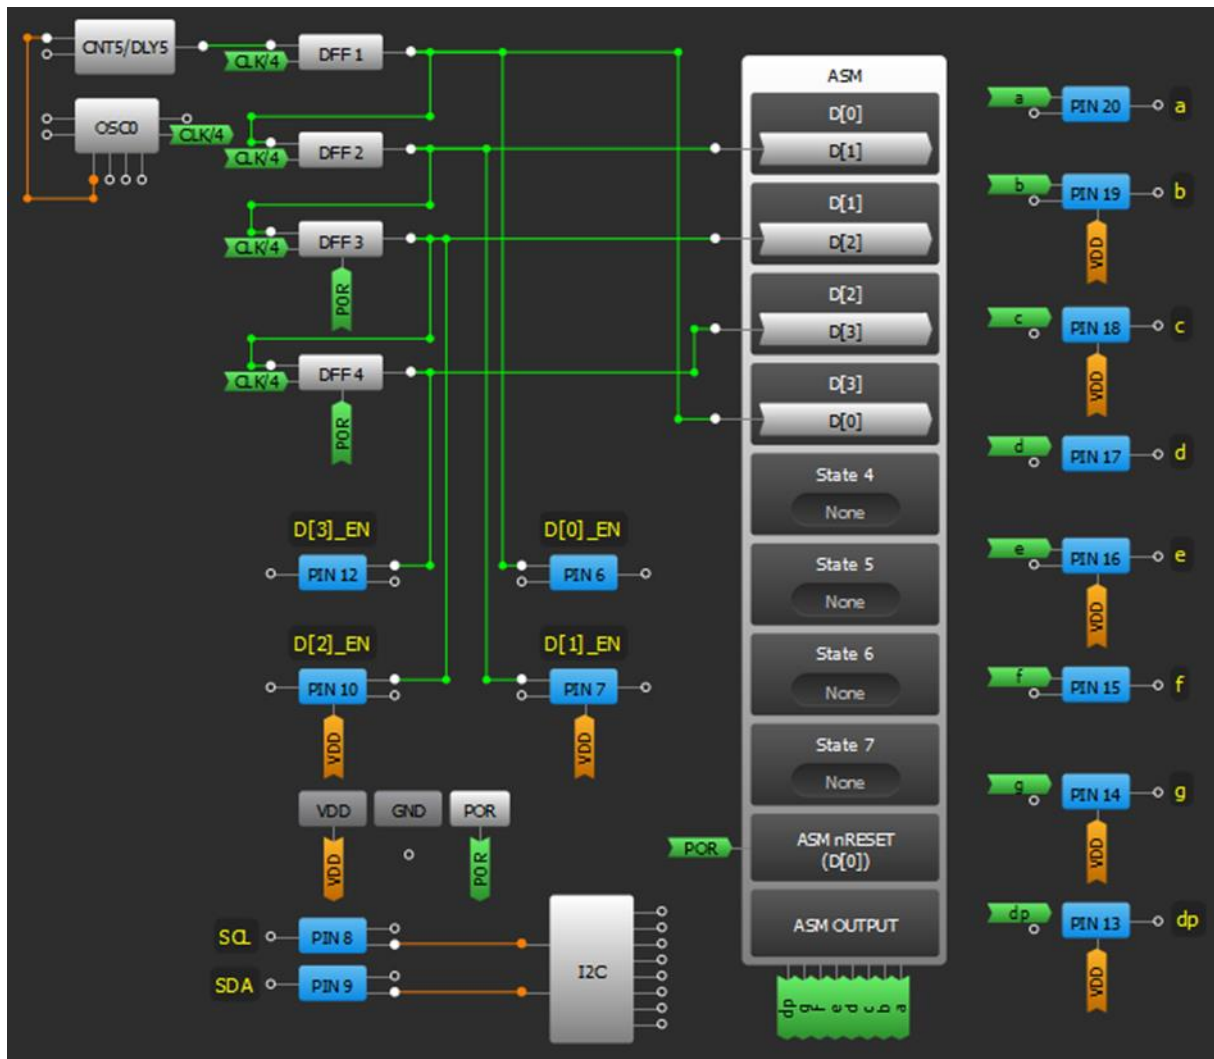 CNT5/DLY5
OSC0
CLK/4
CLK/4
DFF 1
CLK/4
DFF 2
CLK/4
DFF 3
POR
CLK/4
DFF 4
POR
D[3]_EN
PIN 12
D[0]_EN
PIN 6
D[2]_EN
PIN 10
VDD
D[1]_EN
PIN 7
VDD
VDD
GND
POR
VDD
POR
SCL
PIN 8
SDA
PIN 9
I2C
ASM
D[0]
D[1]
D[1]
D[2]
D[2]
D[3]
D[3]
D[0]
State 4
None
State 5
None
State 6
None
State 7
None
POR
ASM nRESET
(D[0])
ASM OUTPUT
dp
g
f
e
d
c
b
a
a
PIN 20
a
b
PIN 19
b
VDD
c
PIN 18
c
VDD
d
PIN 17
d
e
PIN 16
e
VDD
f
PIN 15
f
g
PIN 14
g
VDD
dp
PIN 13
dp
VDD